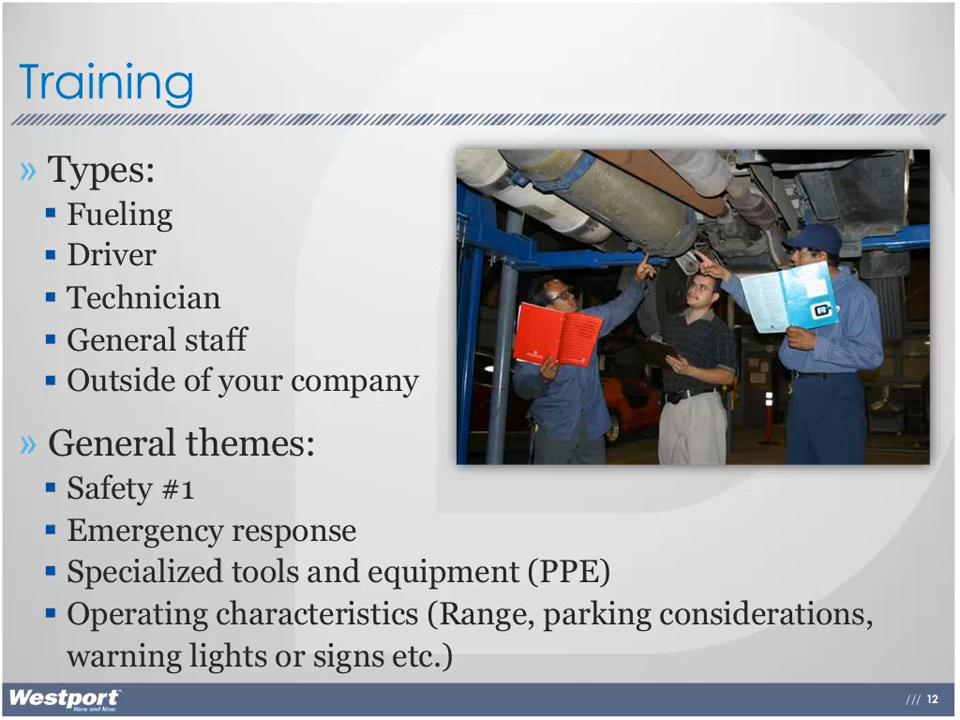 Training
» Types:
▪ Fueling
▪ Driver
▪ Technician
▪ General staff
▪ Outside of your company
» General themes:
▪ Safety #1
▪ Emergency response
▪ Specialized tools and equipment (PPE)
▪ Operating characteristics (Range, parking considerations,
warning lights or signs etc.)
Westport™
Here and Now.
/// 12